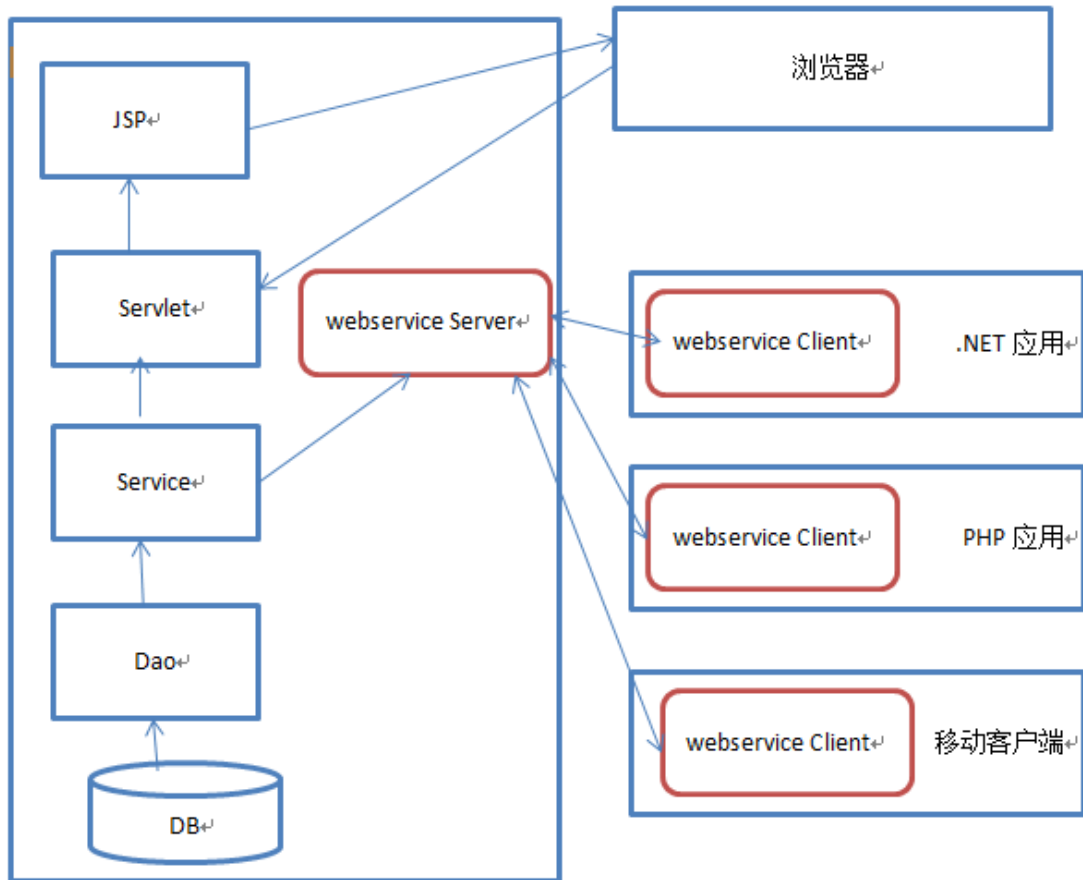 浏览器
JSP
Servlet
webservice Server
webservice Client
.NET 应用
Service
webservice Client
PHP 应用
Dao
webservice Client
移动客户端
DB